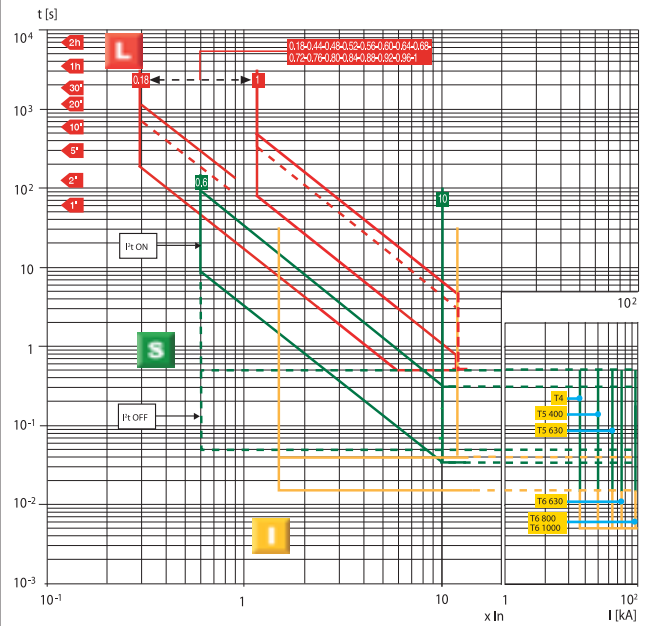 t [s]
10⁴
2h
L
0.18-0.44-0.48-0.52-0.56-0.60-0.64-0.68-
0.72-0.76-0.80-0.84-0.88-0.92-0.96-1
1h
0.18
1
30'
20'
10³
10'
5'
2'
0.6
10²
10
1'
I²t ON
10
10²
S
1
T4
T5 400
I²t OFF
T5 630
10⁻¹
10⁻²
T6 630
I
T6 800
T6 1000
10⁻³
10⁻¹
1
10
1
10²
x In
I [kA]